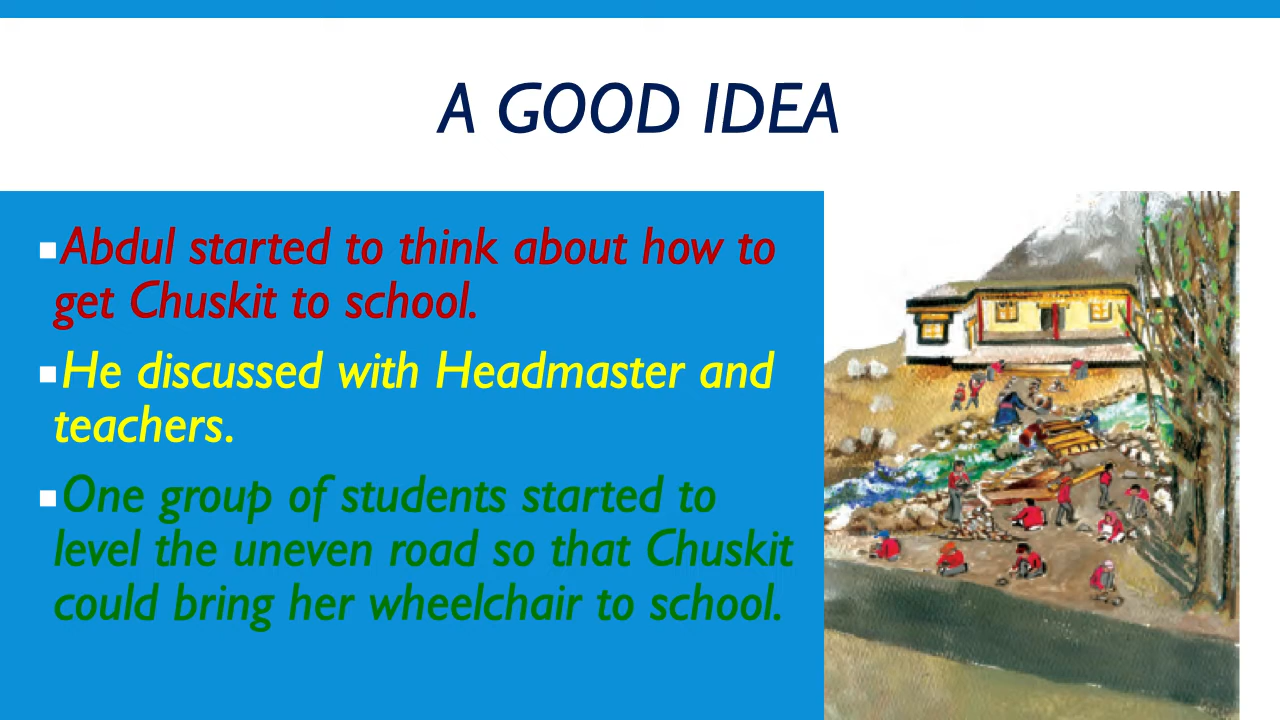 A GOOD IDEA
Abdul started to think about how to
get Chuskit to school.
He discussed with Headmaster and
teachers.
One group of students started to
level the uneven road so that Chuskit
could bring her wheelchair to school.